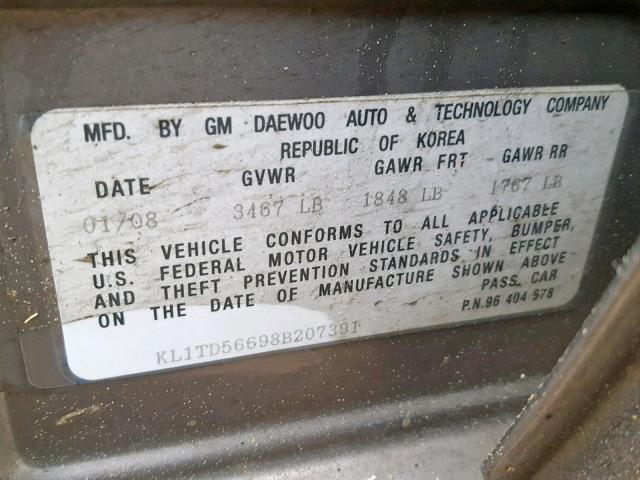 MFD. BY GM DAEWOO AUTO & TECHNOLOGY COMPANY
REPUBLIC OF KOREA
DATE GVWR GAWR FRT GAWR RR
01/08 3467 LB 1848 LB 1767 LB
THIS VEHICLE CONFORMS TO ALL APPLICABLE
U.S. FEDERAL MOTOR VEHICLE SAFETY, BUMPER,
AND THEFT PREVENTION STANDARDS IN EFFECT
ON THE DATE OF MANUFACTURE SHOWN ABOVE
PASS, CAR
P.N.96 404 578
KL1TD56698B207391